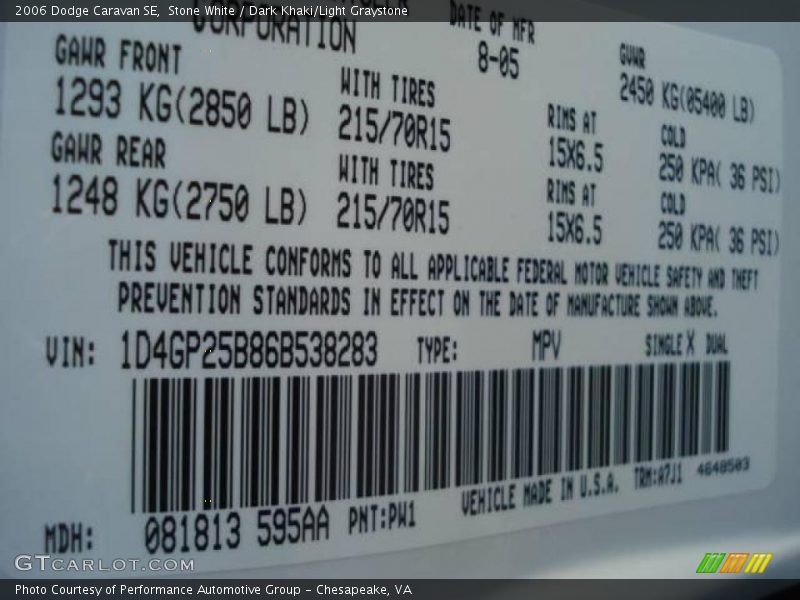 2006 Dodge Caravan SE, Stone White / Dark Khaki/Light Graystone
CORPORATION
DATE OF MFR
8-05
GAWR FRONT
1293 KG(2850 LB)
WITH TIRES
215/70R15
RIMS AT
15X6.5
GVWR
2450 KG(05400 LB)
COLD
250 KPA( 36 PSI)
GAWR REAR
1248 KG(2750 LB)
WITH TIRES
215/70R15
RIMS AT
15X6.5
COLD
250 KPA( 36 PSI)
THIS VEHICLE CONFORMS TO ALL APPLICABLE FEDERAL MOTOR VEHICLE SAFETY AND THEFT
PREVENTION STANDARDS IN EFFECT ON THE DATE OF MANUFACTURE SHOWN ABOVE.
VIN: 1D4GP25B86B538283 TYPE: MPV SINGLE X DUAL
MDH: 081813 595AA PNT:PW1 VEHICLE MADE IN U.S.A. TRM:A7J1 4648503
GTCARLOT.COM
Photo Courtesy of Performance Automotive Group - Chesapeake, VA